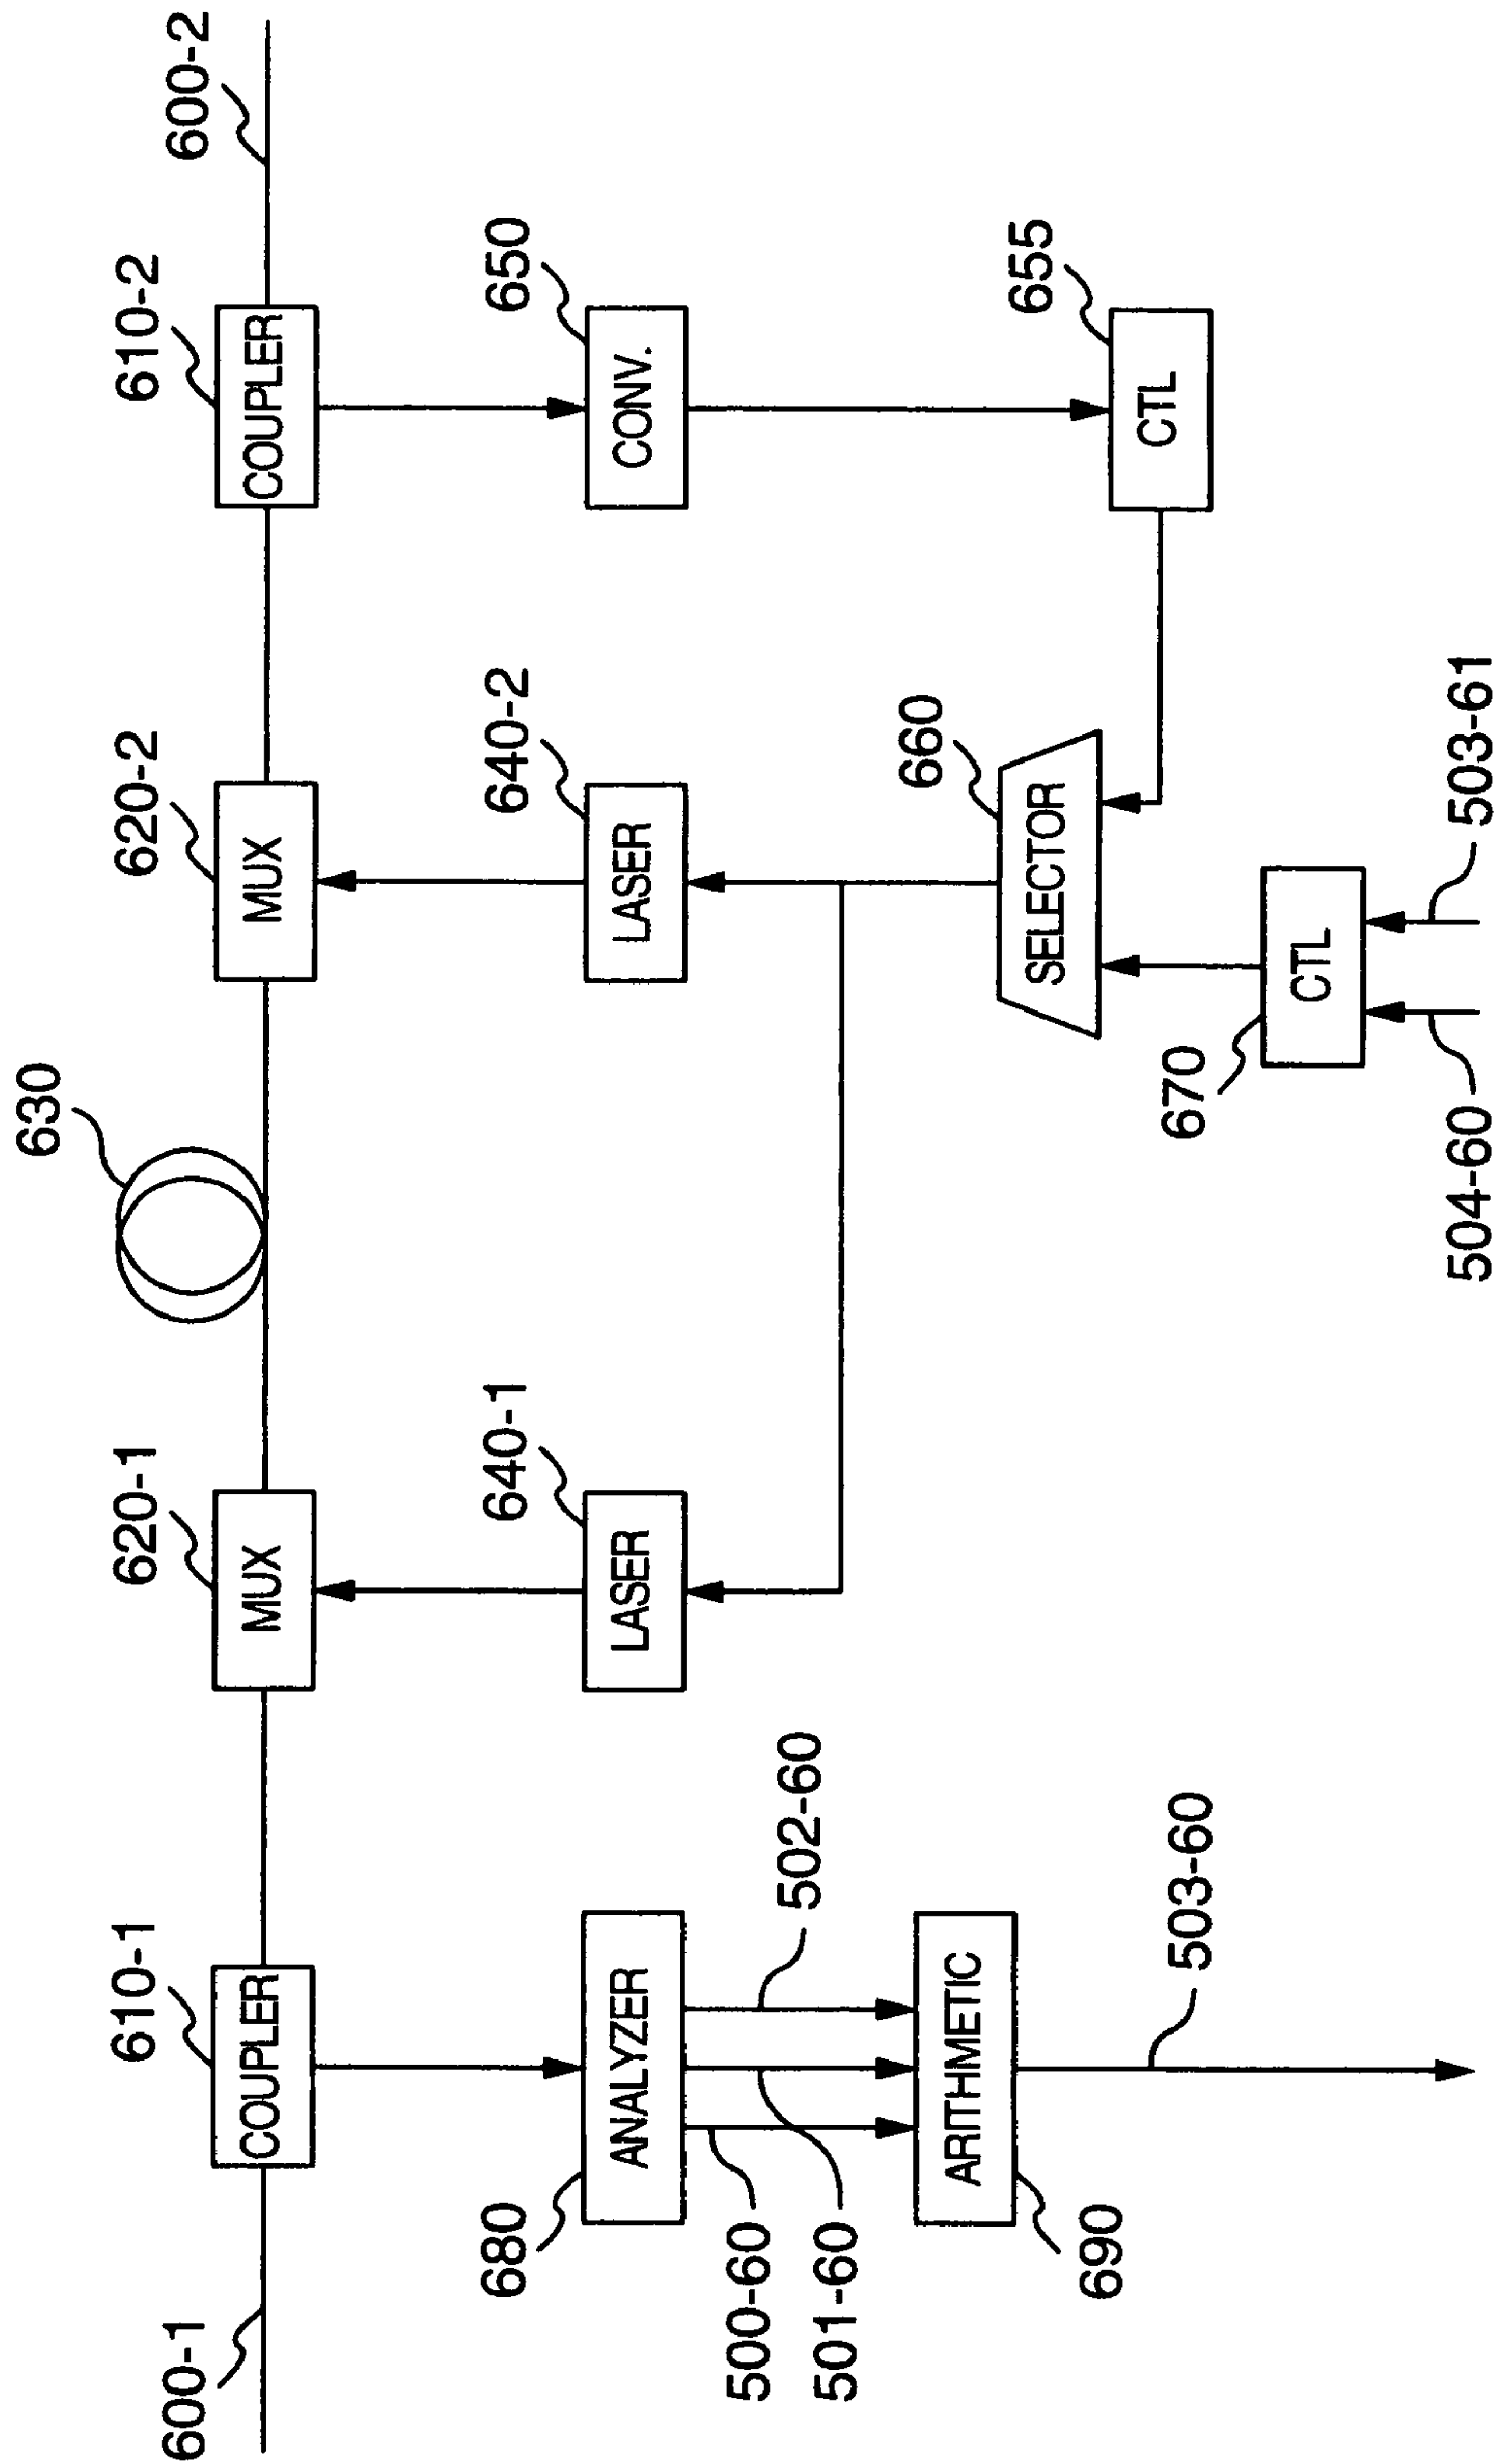 600-1
610-1
COUPLER
620-1
MUX
630
620-2
MUX
610-2
COUPLER
600-2
680
ANALYZER
640-1
LASER
640-2
LASER
650
CONV.
500-60
501-60
502-60
690
ARITHMETIC
503-60
660
SELECTOR
655
CTL
670
CTL
504-60
503-61